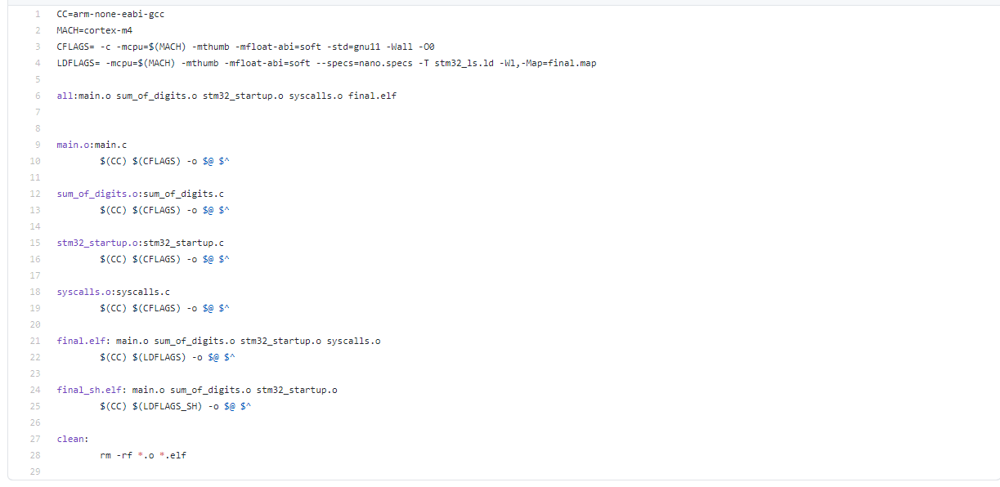 1 CC=arm-none-eabi-gcc
2 MACH=cortex-m4
3 CFLAGS= -c -mcpu=$(MACH) -mthumb -mfloat-abi=soft -std=gnu11 -Wall -O0
4 LDFLAGS= -mcpu=$(MACH) -mthumb -mfloat-abi=soft --specs=nano.specs -T stm32_ls.ld -Wl,-Map=final.map
5
6 all:main.o sum_of_digits.o stm32_startup.o syscalls.o final.elf
7
8
9 main.o:main.c
10 $(CC) $(CFLAGS) -o $@ $^
11
12 sum_of_digits.o:sum_of_digits.c
13 $(CC) $(CFLAGS) -o $@ $^
14
15 stm32_startup.o:stm32_startup.c
16 $(CC) $(CFLAGS) -o $@ $^
17
18 syscalls.o:syscalls.c
19 $(CC) $(CFLAGS) -o $@ $^
20
21 final.elf: main.o sum_of_digits.o stm32_startup.o syscalls.o
22 $(CC) $(LDFLAGS) -o $@ $^
23
24 final_sh.elf: main.o sum_of_digits.o stm32_startup.o
25 $(CC) $(LDFLAGS_SH) -o $@ $^
26
27 clean:
28 rm -rf *.o *.elf
29